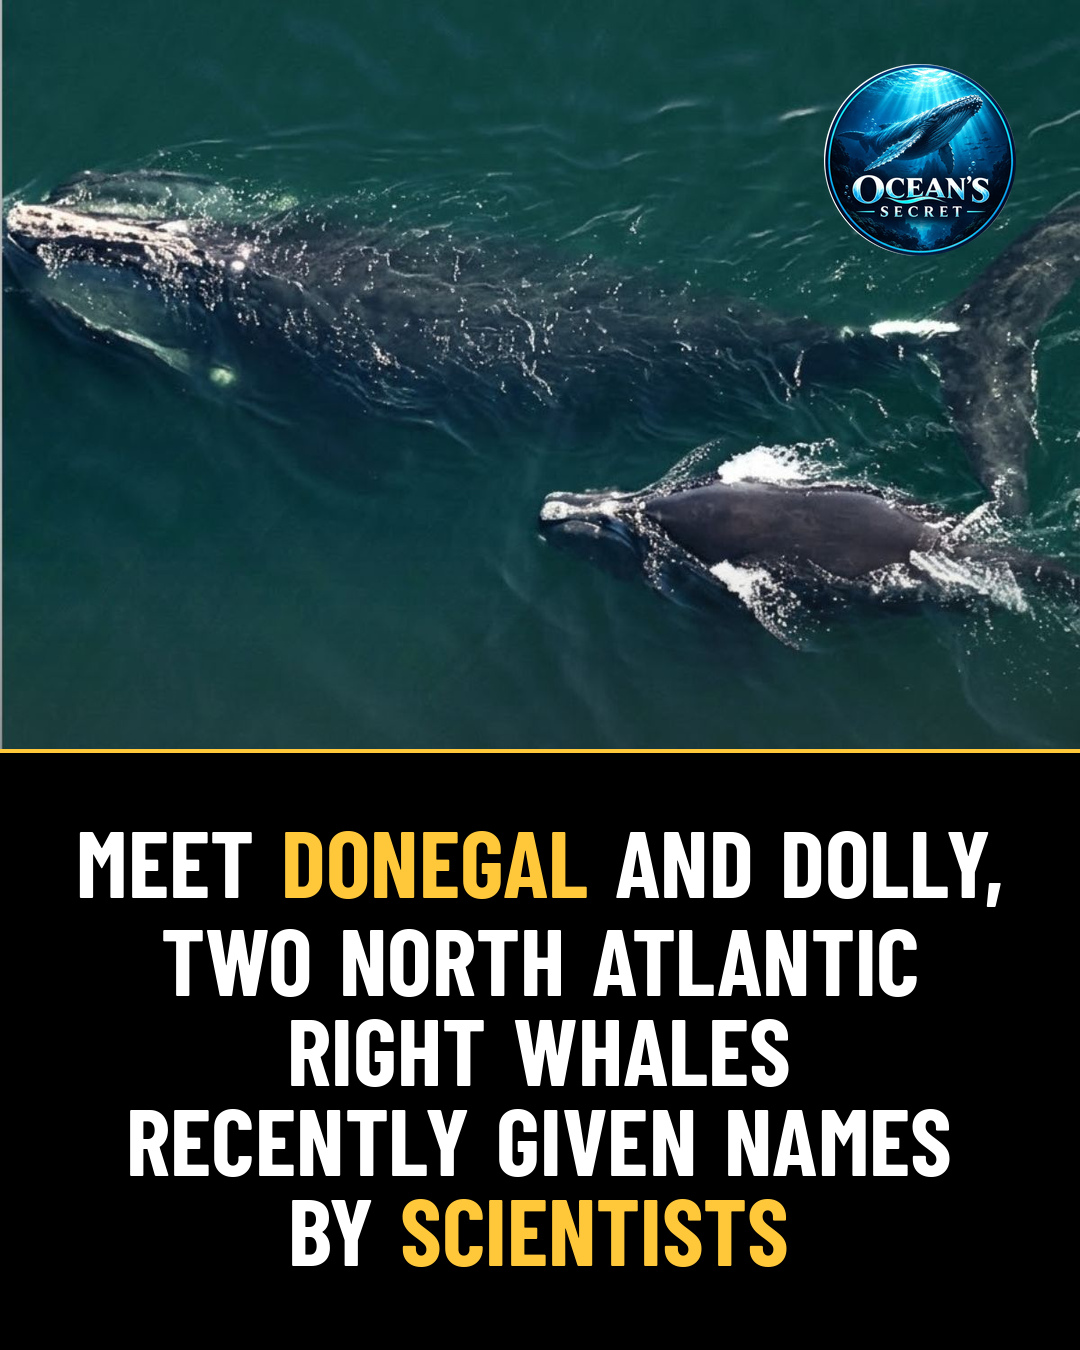 OCEAN'S
SECRET
MEET DONEGAL AND DOLLY,
TWO NORTH ATLANTIC
RIGHT WHALES
RECENTLY GIVEN NAMES
BY SCIENTISTS